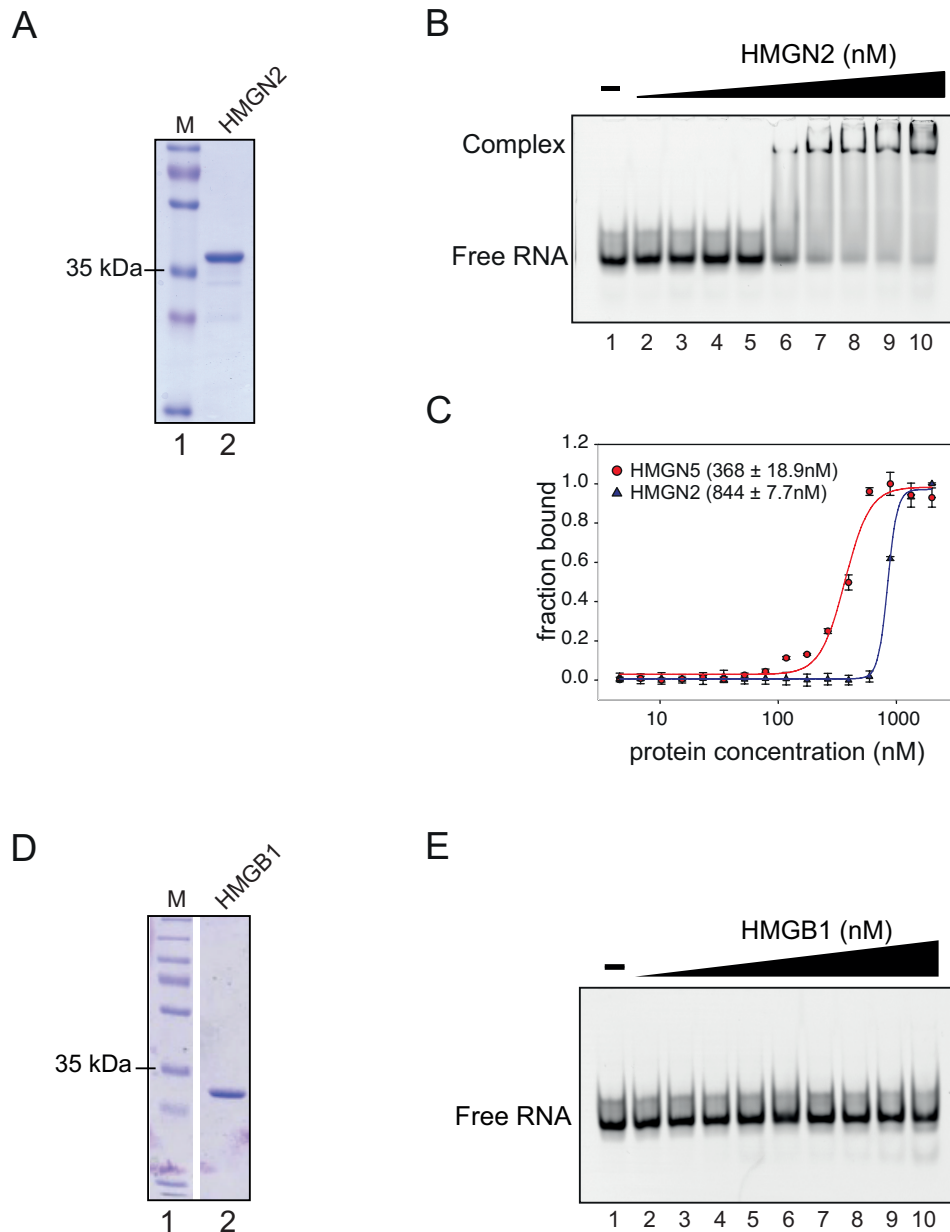 A
M HMGN2
35 kDa
1 2
B
HMGN2 (nM)
Complex
Free RNA
1 2 3 4 5 6 7 8 9 10
C
1.2
1.0
0.8
0.6
0.4
0.2
0.0
fraction bound
HMGN5 (368 ± 18.9nM)
HMGN2 (844 ± 7.7nM)
10 100 1000
protein concentration (nM)
D
M HMGB1
35 kDa
1 2
E
HMGB1 (nM)
Free RNA
1 2 3 4 5 6 7 8 9 10